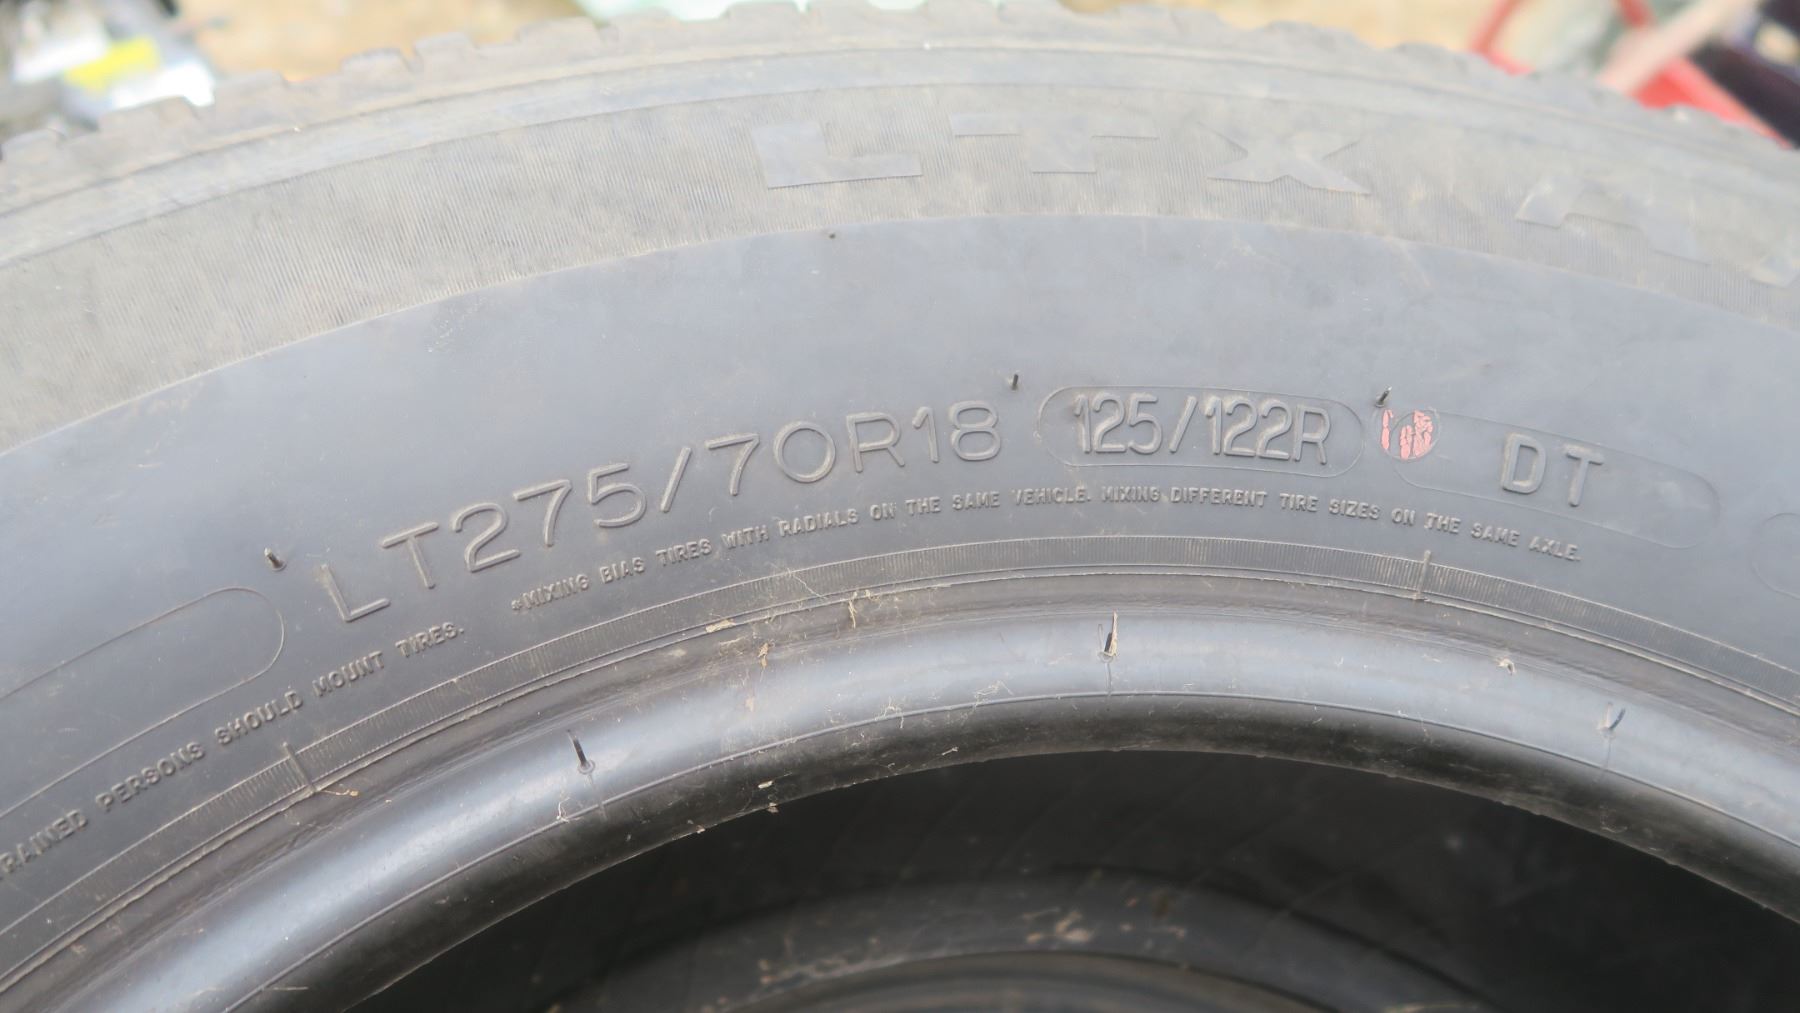 LTX
LT275/70R18 125/122R DT
*MIXING BIAS TIRES WITH RADIALS ON THE SAME VEHICLE. MIXING DIFFERENT TIRE SIZES ON THE SAME AXLE.
TRAINED PERSONS SHOULD MOUNT TIRES.